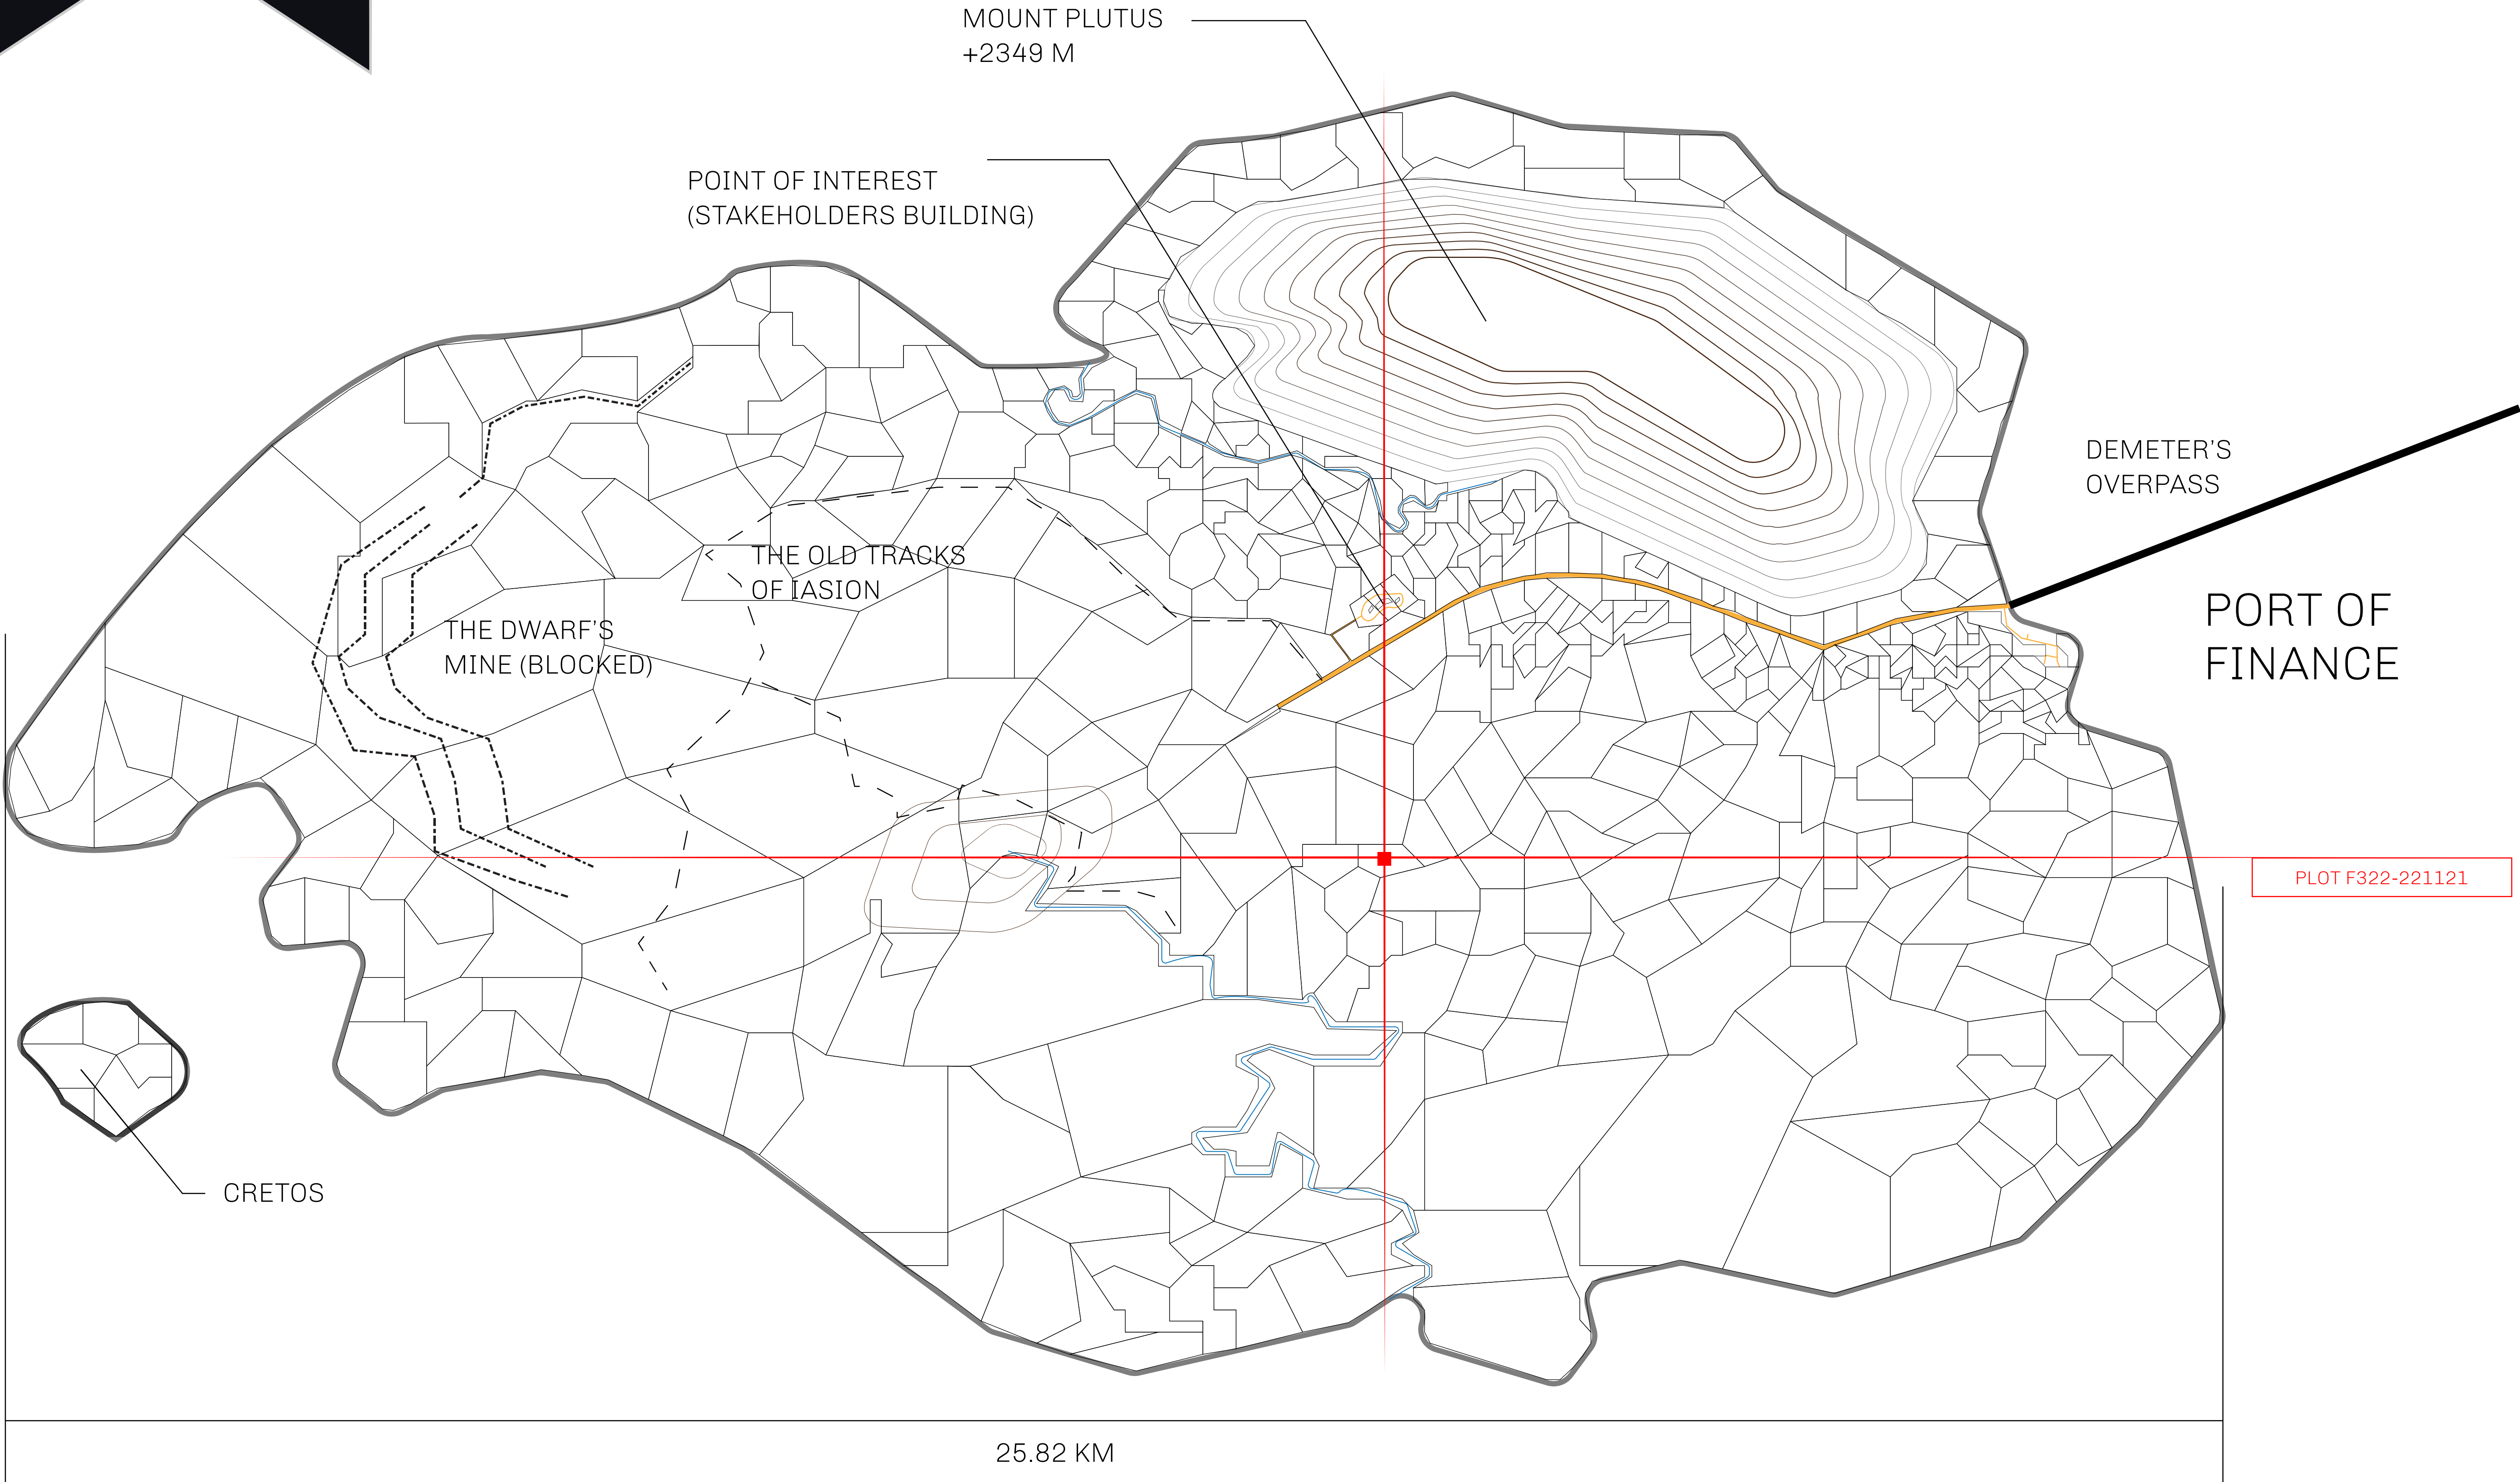 MOUNT PLUTUS
+2349 M
POINT OF INTEREST
(STAKEHOLDERS BUILDING)
DEMETER'S
OVERPASS
THE OLD TRACKS
OF IASION
PORT OF
FINANCE
THE DWARF'S
MINE (BLOCKED)
PLOT F322-221121
CRETOS
25.82 KM